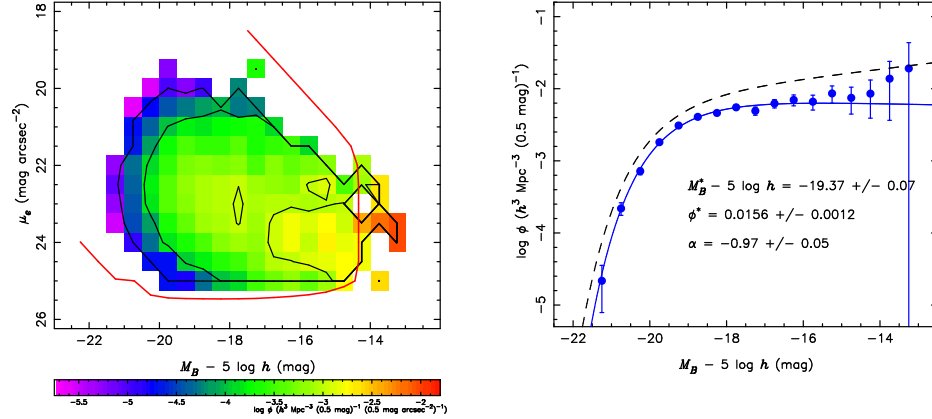 18
20
22
24
26
μe (mag arcsec−2)
−22 −20 −18 −16 −14
MB − 5 log h (mag)
−5.5 −5 −4.5 −4 −3.5 −3 −2.5 −2
log ϕ (h3 Mpc−3 (0.5 mag)−1 (0.5 mag arcsec−2)−1)
−1
−2
−3
−4
−5
log ϕ (h3 Mpc−3 (0.5 mag)−1)
M*B − 5 log h = −19.37 +/− 0.07
ϕ* = 0.0156 +/− 0.0012
α = −0.97 +/− 0.05
−22 −20 −18 −16 −14
MB − 5 log h (mag)